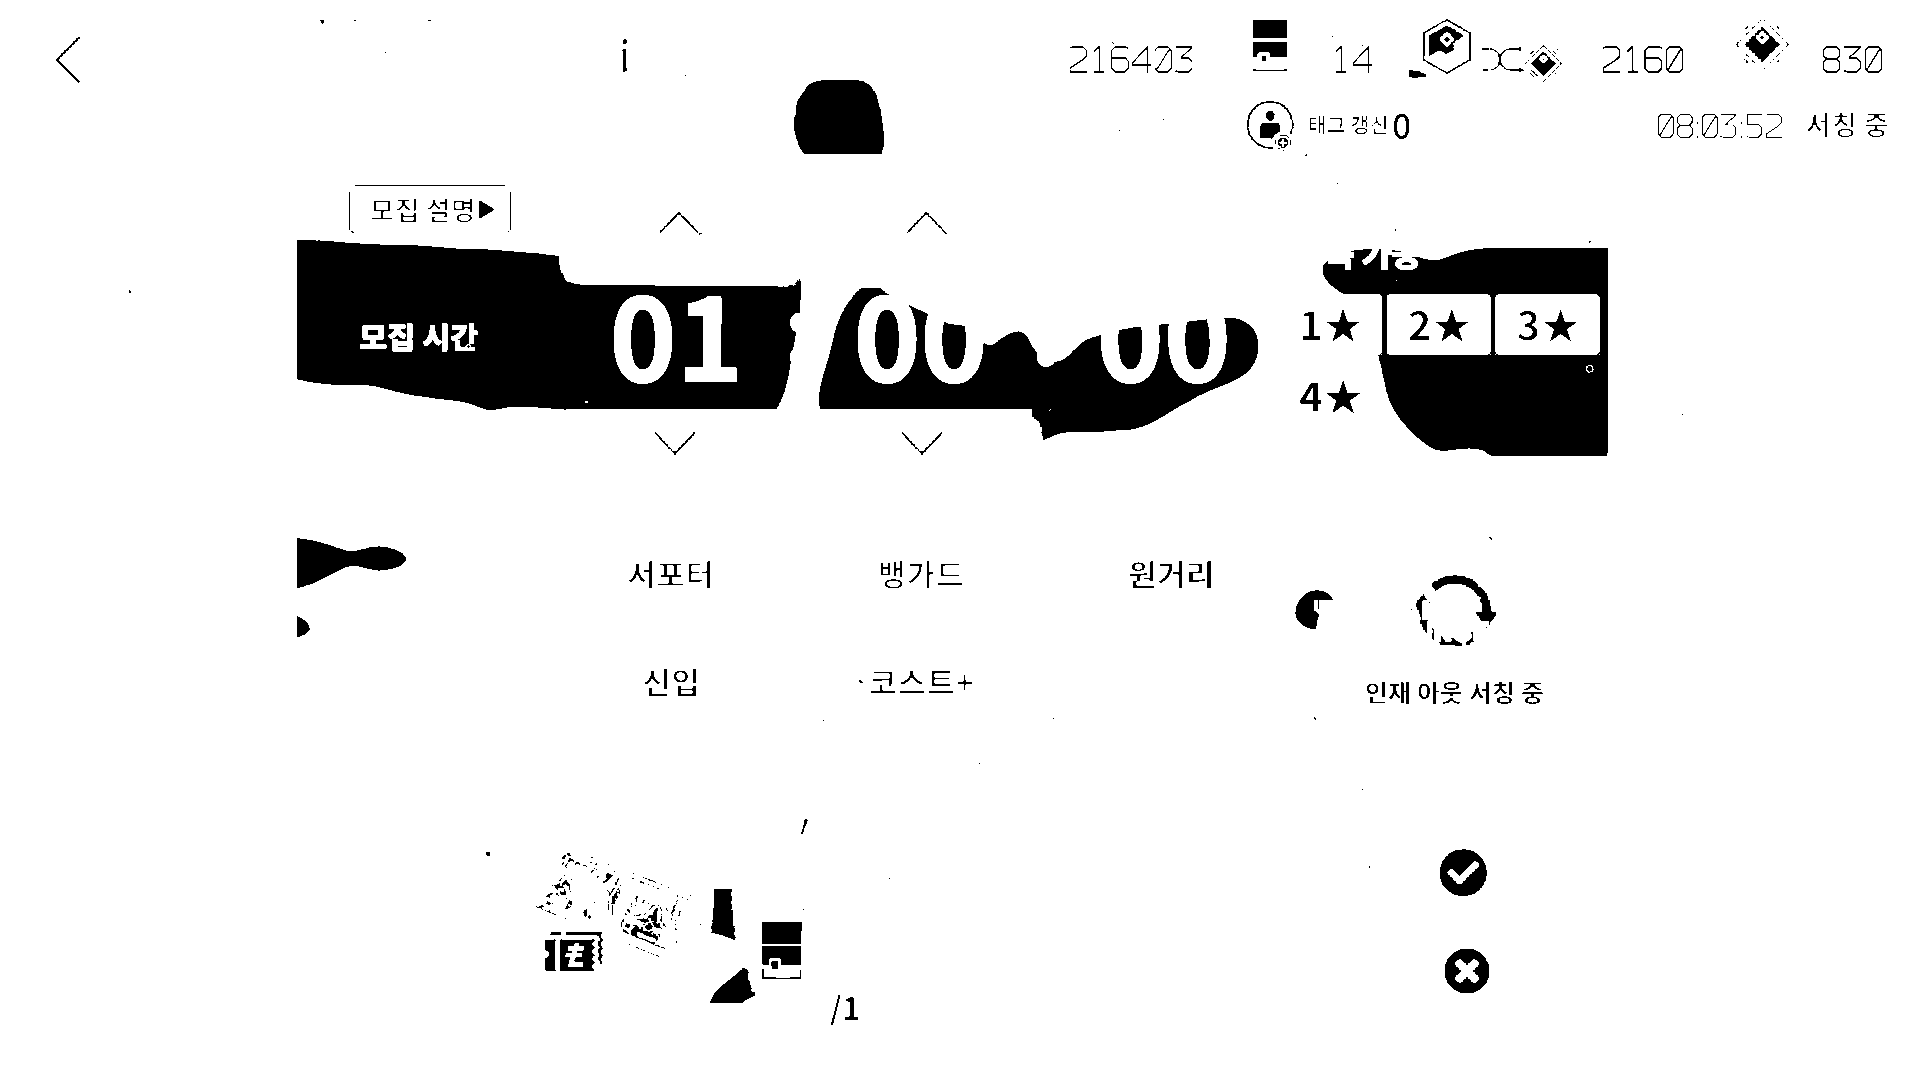 216403 14 2160 830
태그 갱신 0 08:03:52 서칭 중
모집 설명
가능
모집 시간 01 : 00 : 00
1★ 2★ 3★
4★
서포터 뱅가드 원거리
신입 코스트+
인재 아웃 서칭 중
/1